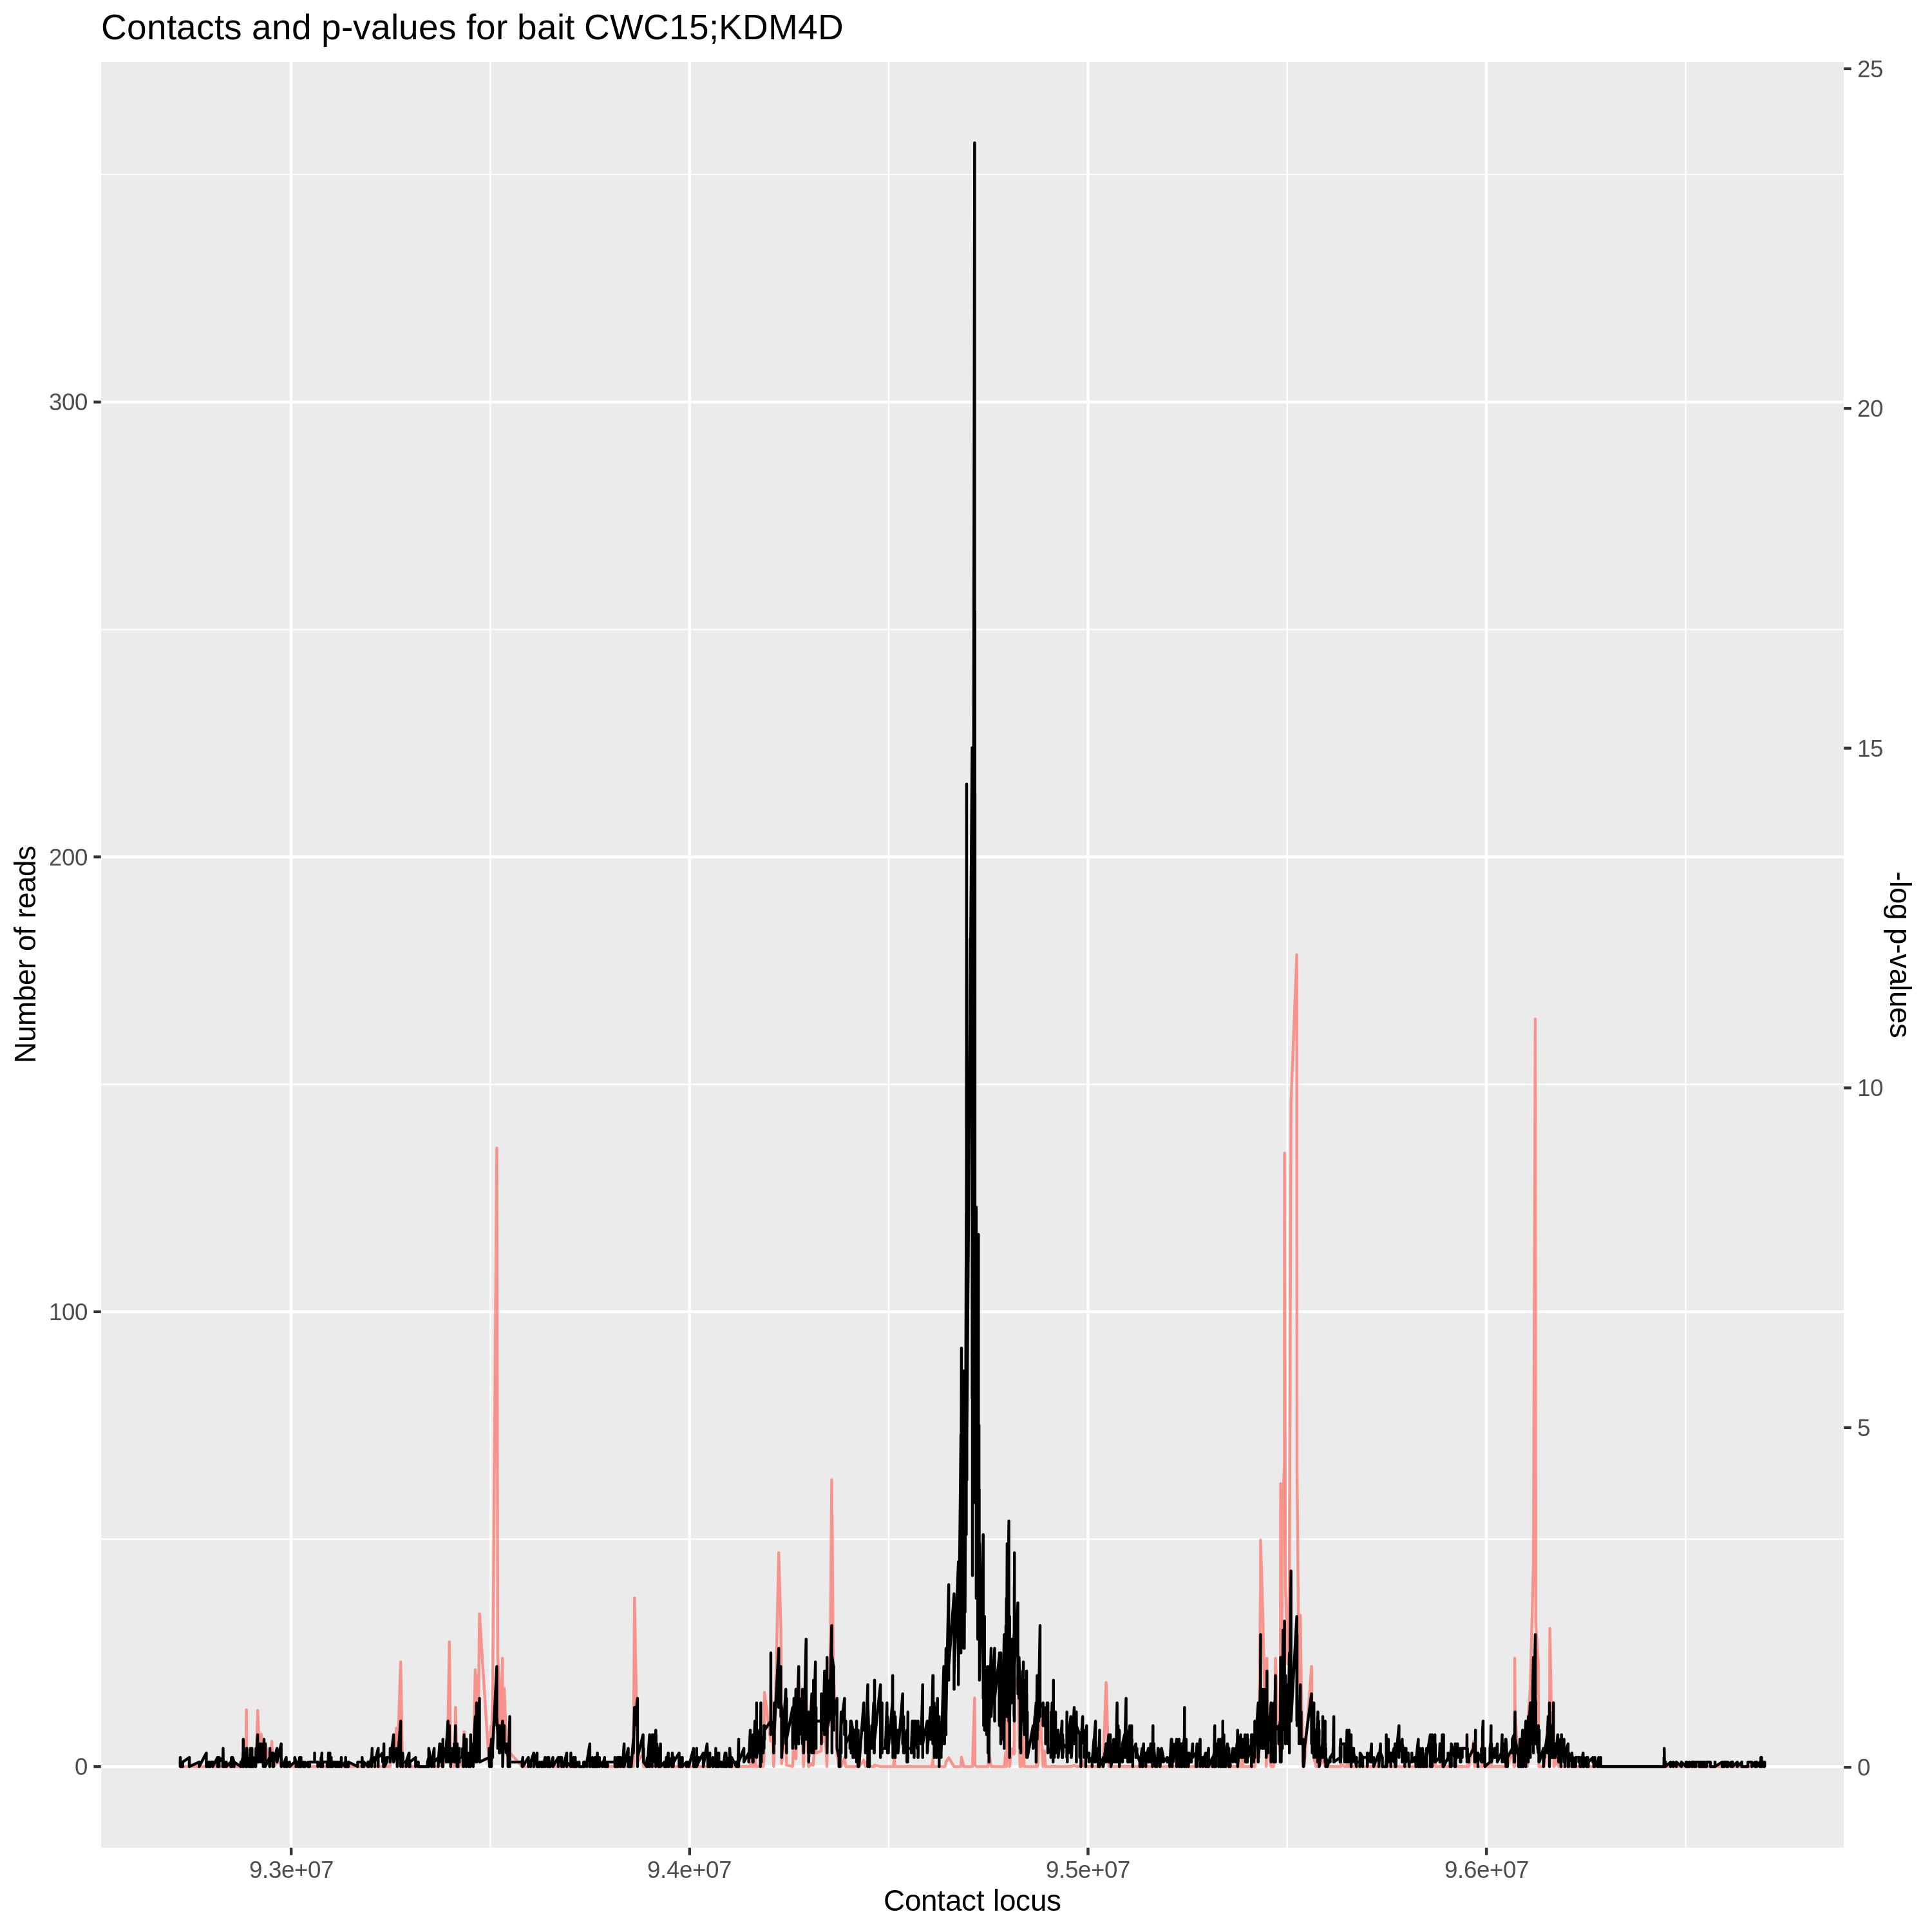 Contacts and p-values for bait CWC15;KDM4D
Number of reads
300
200
100
0
25
20
15
10
5
0
-log p-values
9.3e+07
9.4e+07
9.5e+07
9.6e+07
Contact locus